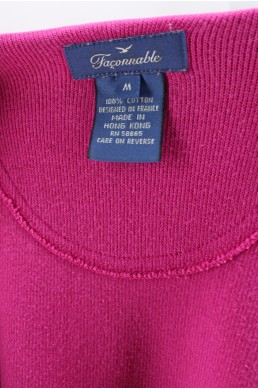 Façonnable
M
100% COTTON
DESIGNED IN FRANCE
MADE IN
HONG KONG
RN 58665
CARE ON REVERSE